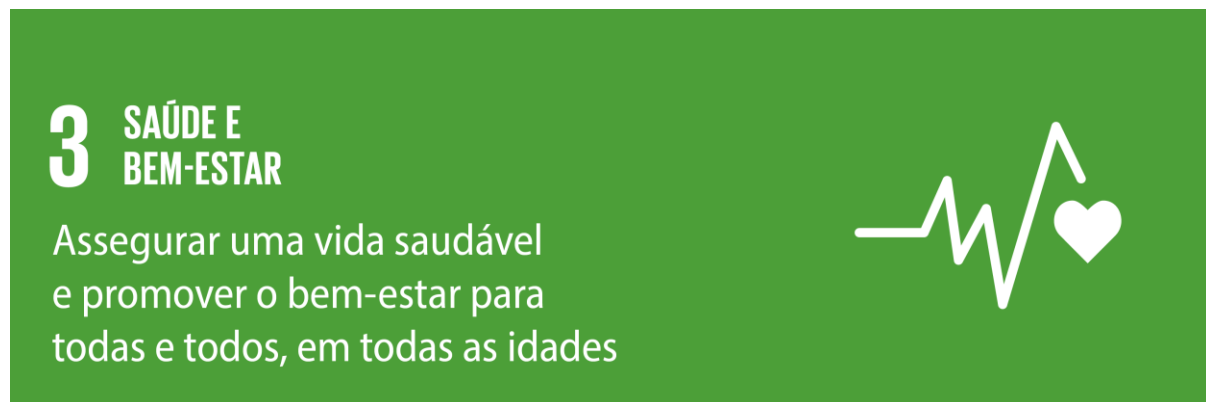 3 SAÚDE E
BEM-ESTAR
Assegurar uma vida saudável
e promover o bem-estar para
todas e todos, em todas as idades